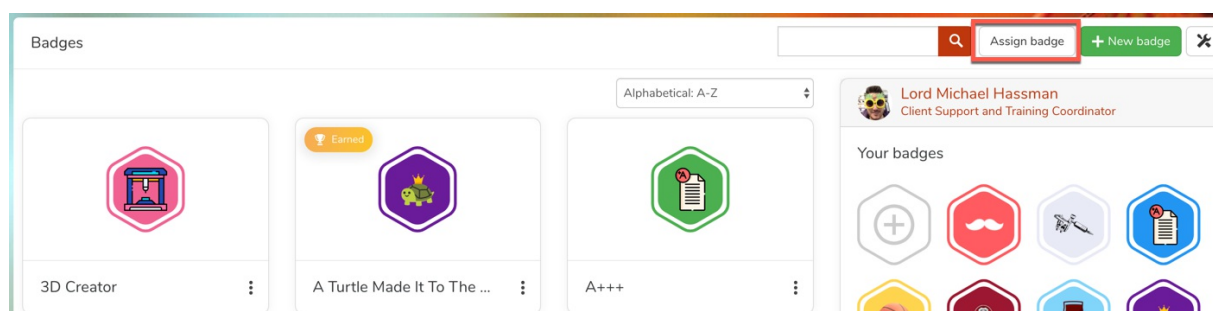 Badges
Assign badge
New badge
Alphabetical: A-Z
Lord Michael Hassman
Client Support and Training Coordinator
Earned
Your badges
3D Creator
A Turtle Made It To The ...
A+++